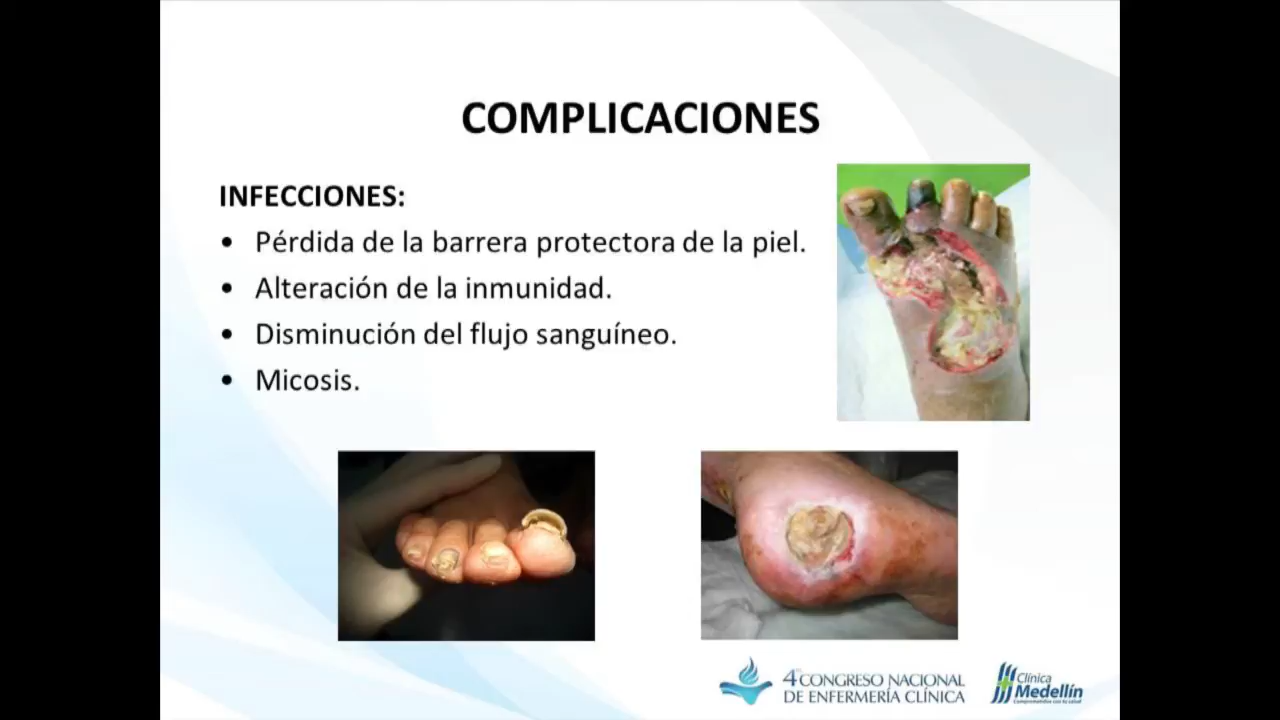 COMPLICACIONES
INFECCIONES:
• Pérdida de la barrera protectora de la piel.
• Alteración de la inmunidad.
• Disminución del flujo sanguíneo.
• Micosis.
4TO CONGRESO NACIONAL
DE ENFERMERÍA CLÍNICA
Clínica
Medellín
Comprometidos con tu salud